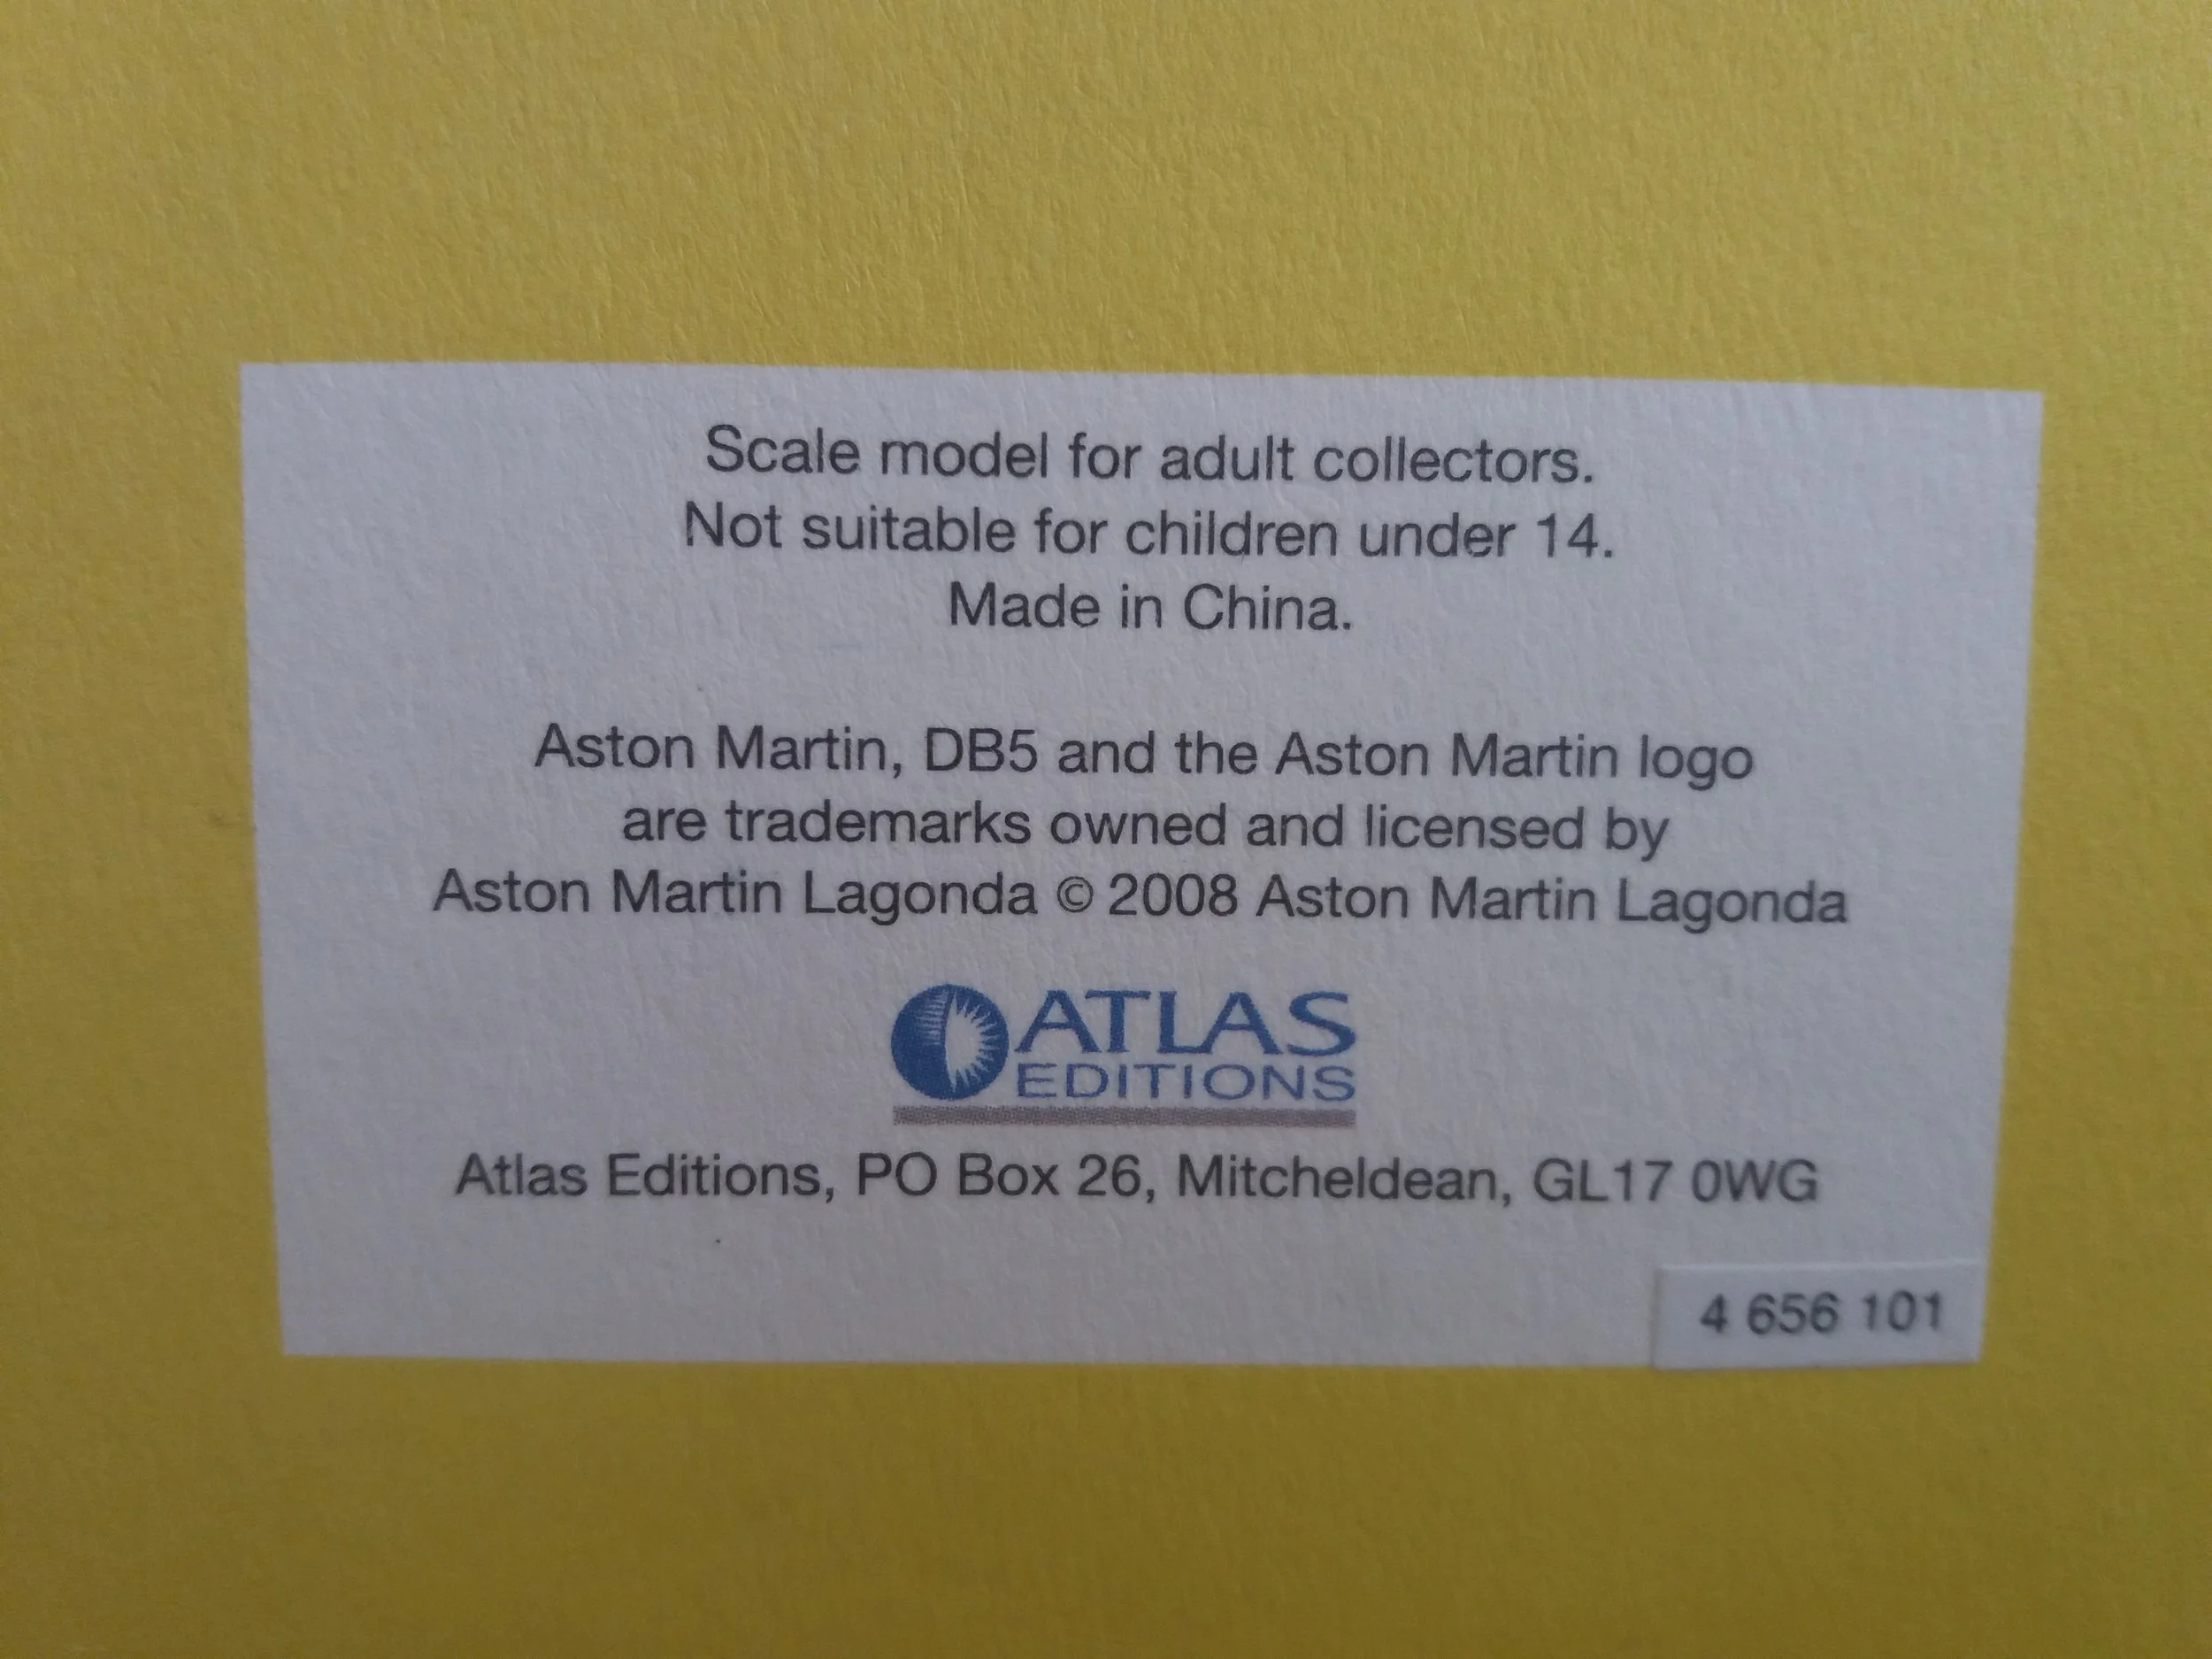 Scale model for adult collectors.
Not suitable for children under 14.
Made in China.
Aston Martin, DB5 and the Aston Martin logo
are trademarks owned and licensed by
Aston Martin Lagonda © 2008 Aston Martin Lagonda
ATLAS
EDITIONS
Atlas Editions, PO Box 26, Mitcheldean, GL17 0WG
4 656 101